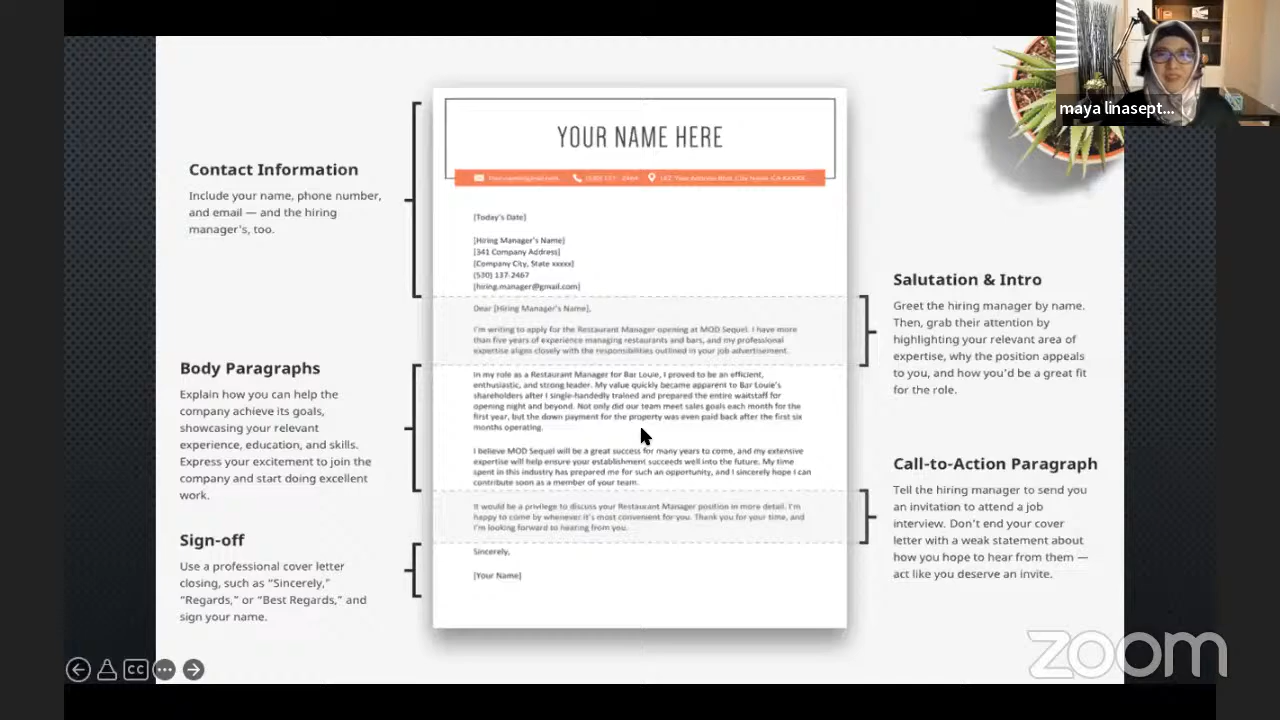 maya linasept...
Contact Information
Include your name, phone number,
and email — and the hiring
manager's, too.
Body Paragraphs
Explain how you can help the
company achieve its goals,
showcasing your relevant
experience, education, and skills.
Express your excitement to join the
company and start doing excellent
work.
Sign-off
Use a professional cover letter
closing, such as "Sincerely,"
"Regards," or "Best Regards," and
sign your name.
YOUR NAME HERE
[Today's Date]
[Hiring Manager's Name]
[341 Company Address]
[Company City, State xxxxx]
(530) 137-2467
[hiring.manager@gmail.com]
Dear [Hiring Manager's Name],
I'm writing to apply for the Restaurant Manager opening at MOD Sequel. I have more
than five years of experience managing restaurants and bars, and my professional
expertise aligns closely with the responsibilities outlined in your job advertisement.
In my role as a Restaurant Manager for Bar Louie, I proved to be an efficient,
enthusiastic, and strong leader. My value quickly became apparent to Bar Louie's
shareholders after I single-handedly trained and prepared the entire waitstaff for
opening night and beyond. Not only did our team meet sales goals each month for the
first year, but the down payment for the property was even paid back after the first six
months operating.
I believe MOD Sequel will be a great success for many years to come, and my extensive
expertise will help ensure your establishment succeeds well into the future. My time
spent in this industry has prepared me for such an opportunity, and I sincerely hope I can
contribute soon as a member of your team.
It would be a privilege to discuss your Restaurant Manager position in more detail. I'm
happy to come by whenever it's most convenient for you. Thank you for your time, and
I'm looking forward to hearing from you.
Sincerely,
[Your Name]
Salutation & Intro
Greet the hiring manager by name.
Then, grab their attention by
highlighting your relevant area of
expertise, why the position appeals
to you, and how you'd be a great fit
for the role.
Call-to-Action Paragraph
Tell the hiring manager to send you
an invitation to attend a job
interview. Don't end your cover
letter with a weak statement about
how you hope to hear from them —
act like you deserve an invite.
CC
zoom